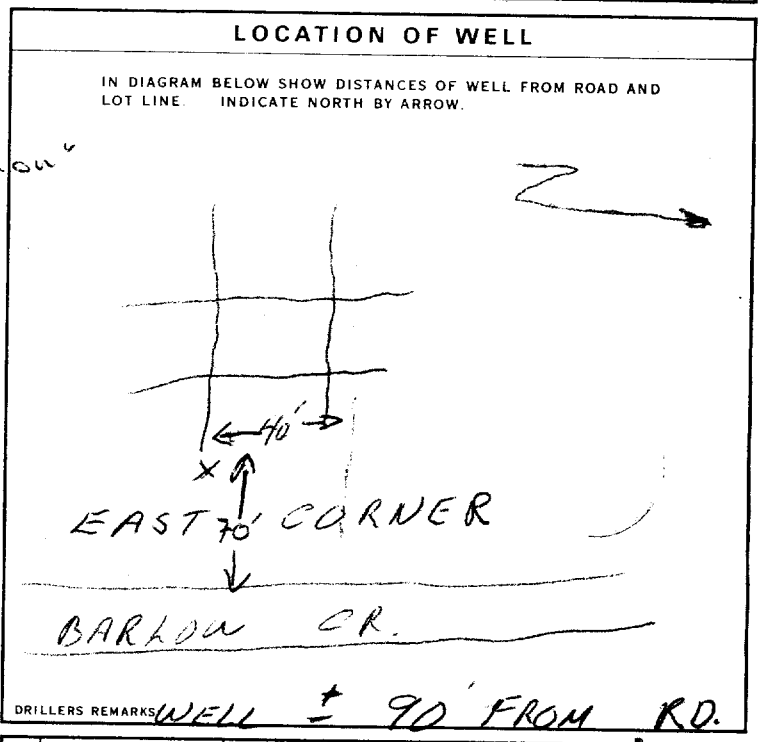 LOCATION OF WELL
IN DIAGRAM BELOW SHOW DISTANCES OF WELL FROM ROAD AND
LOT LINE. INDICATE NORTH BY ARROW.
40'
X
EAST 70' CORNER
BARLOW CR.
DRILLERS REMARKS WELL ± 90' FROM RD.